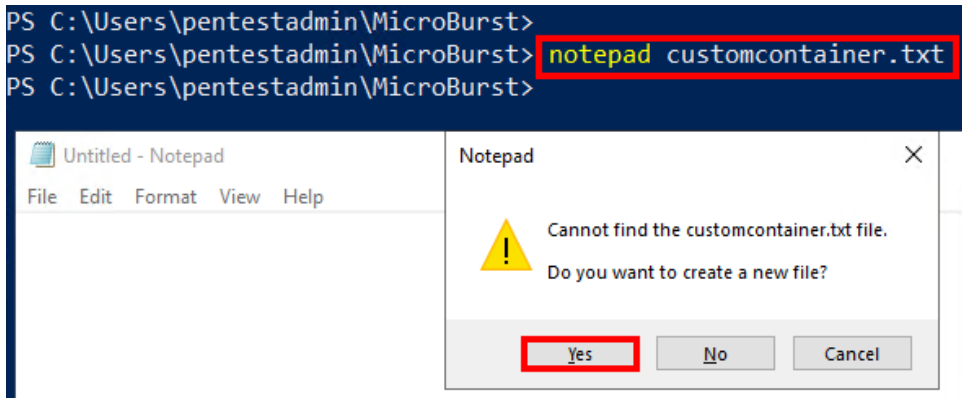 PS C:\Users\pentestadmin\MicroBurst>
PS C:\Users\pentestadmin\MicroBurst> notepad customcontainer.txt
PS C:\Users\pentestadmin\MicroBurst>
Untitled - Notepad
File Edit Format View Help
Notepad
Cannot find the customcontainer.txt file.
Do you want to create a new file?
Yes No Cancel